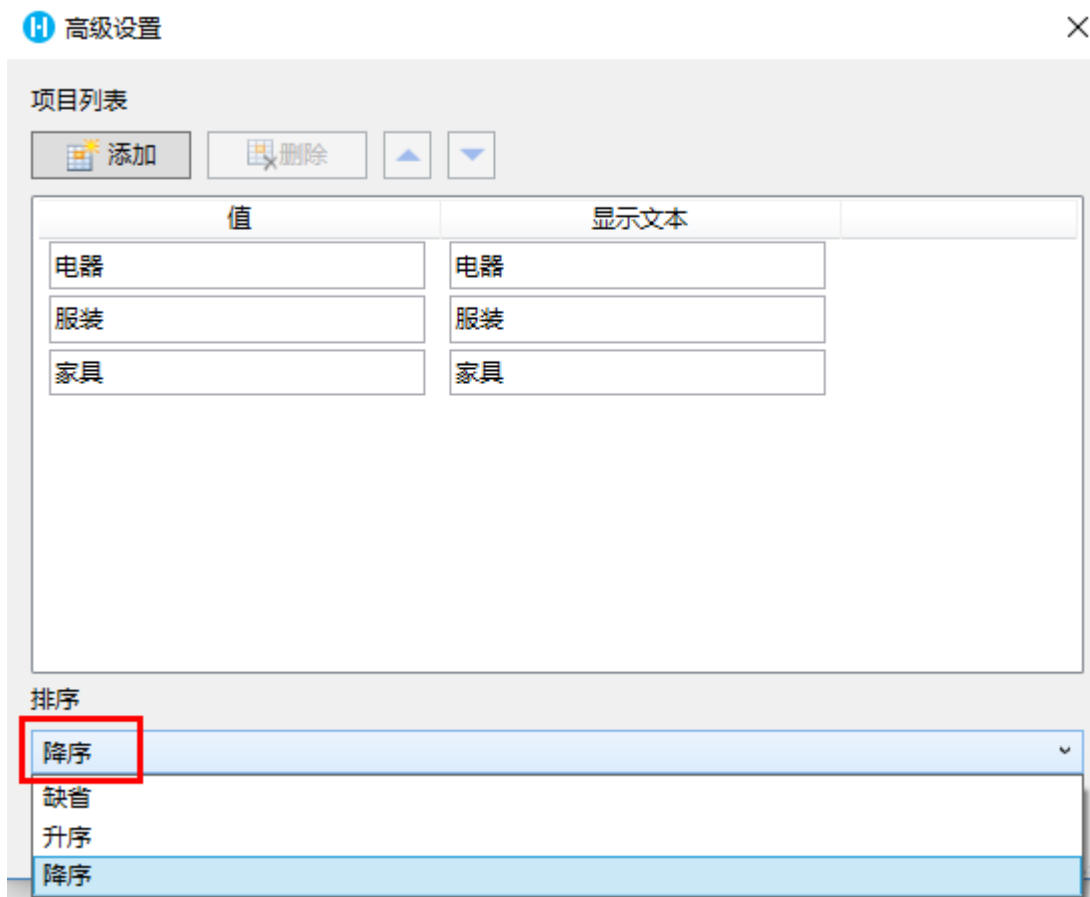 高级设置
项目列表
添加 删除
值 显示文本
电器 电器
服装 服装
家具 家具
排序
降序
缺省
升序
降序